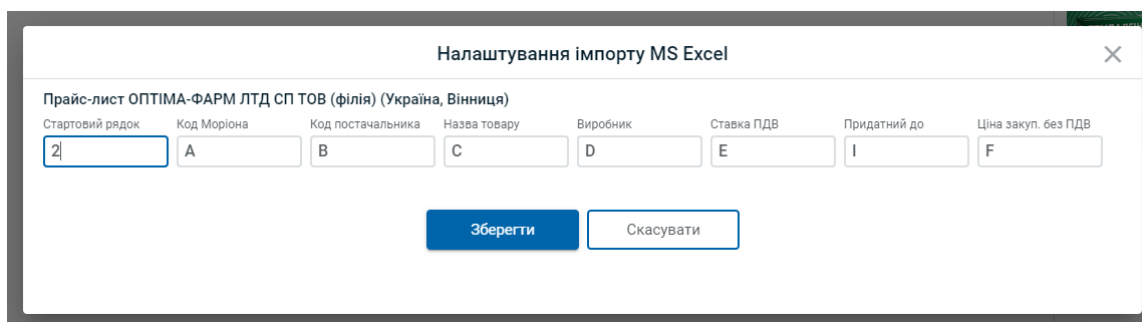 Налаштування імпорту MS Excel
Прайс-лист ОПТІМА-ФАРМ ЛТД СП ТОВ (філія) (Україна, Вінниця)
Стартовий рядок Код Моріона Код постачальника Назва товару Виробник Ставка ПДВ Придатний до Ціна закуп. без ПДВ
2 A B C D E I F
Зберегти Скасувати